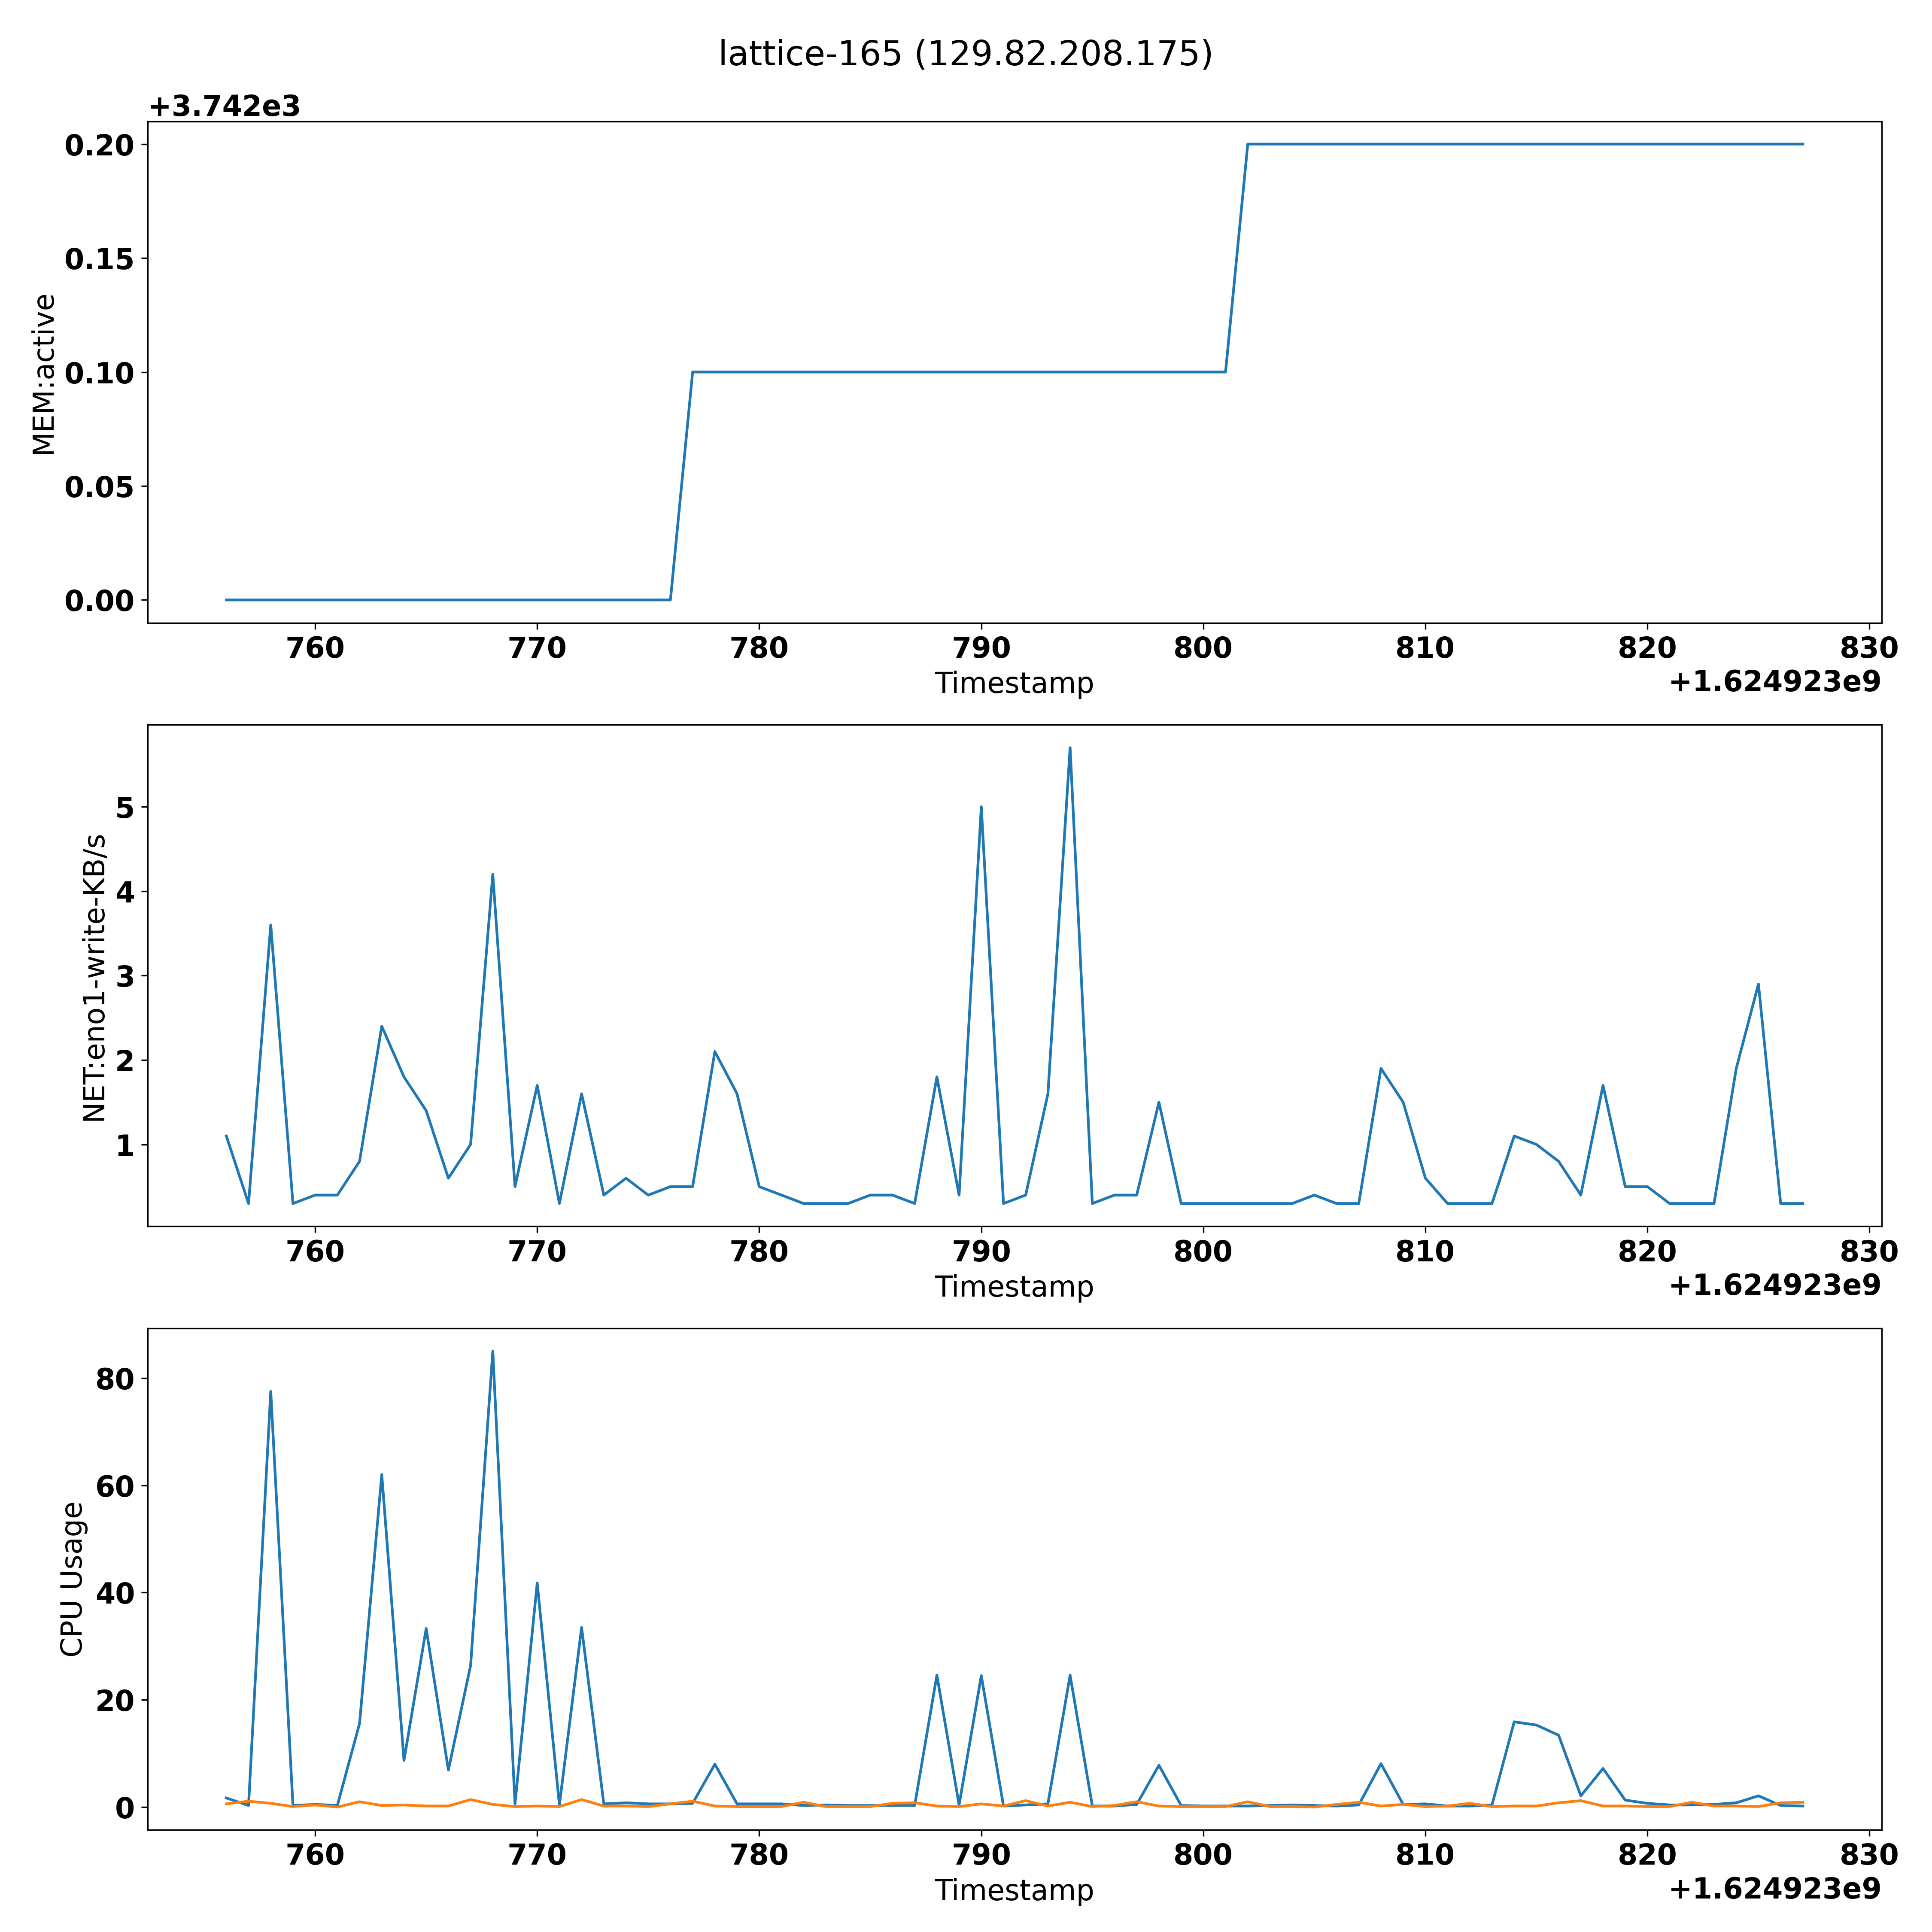 lattice-165 (129.82.208.175)
+3.742e3
0.20
0.15
0.10
0.05
0.00
MEM:active
760 770 780 790 800 810 820 830
Timestamp
+1.624923e9
5
4
3
2
1
NET:eno1-write-KB/s
760 770 780 790 800 810 820 830
Timestamp
+1.624923e9
80
60
40
20
0
CPU Usage
760 770 780 790 800 810 820 830
Timestamp
+1.624923e9